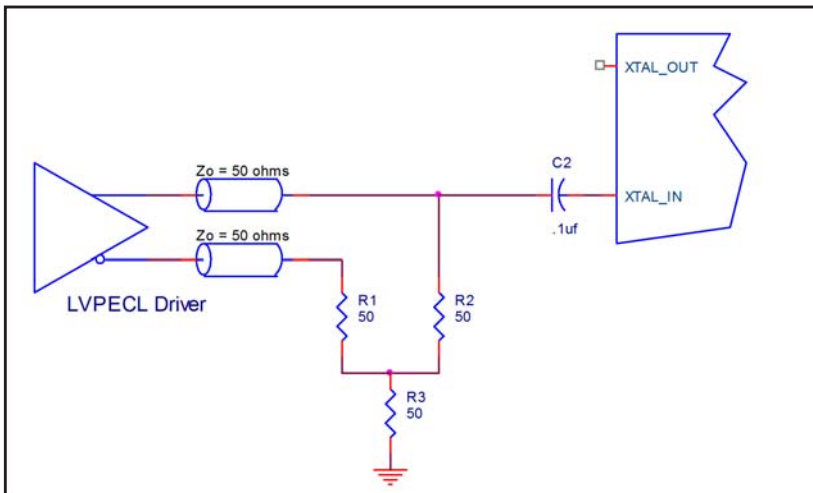 XTAL_OUT
Zo = 50 ohms
C2
XTAL_IN
.1uf
Zo = 50 ohms
LVPECL Driver
R1
50
R2
50
R3
50